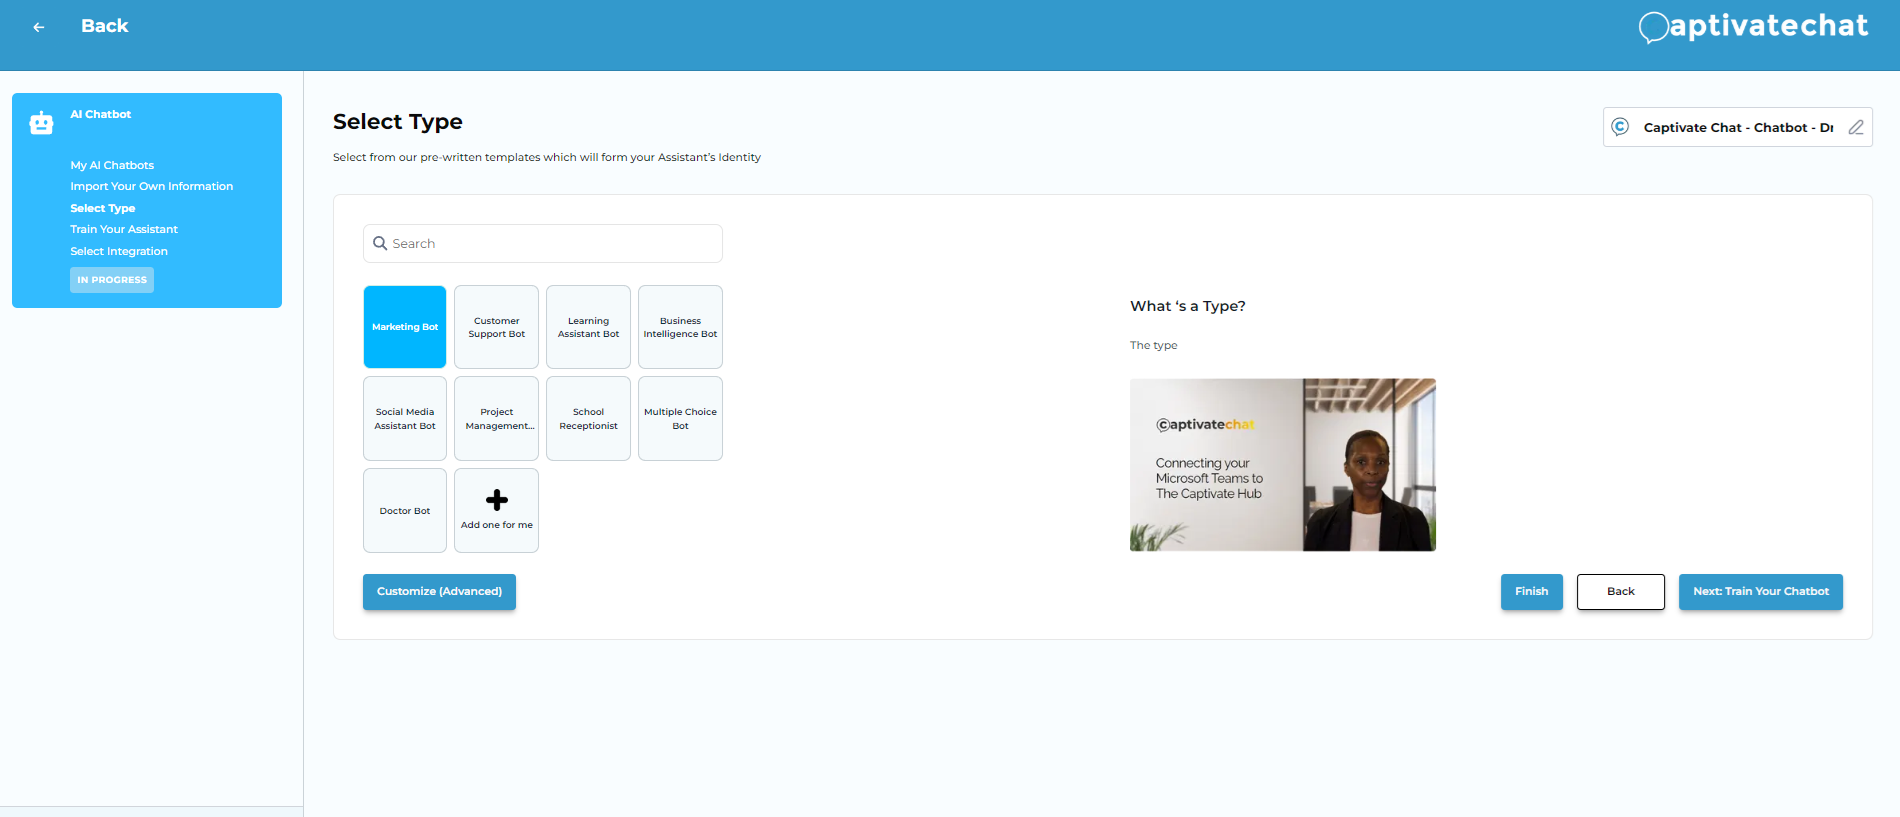 Back
captivatechat
AI Chatbot
My AI Chatbots
Import Your Own Information
Select Type
Train Your Assistant
Select Integration
IN PROGRESS
Select Type
Select from our pre-written templates which will form your Assistant's Identity
Captivate Chat - Chatbot - Dr
Search
Marketing Bot
Customer
Support Bot
Learning
Assistant Bot
Business
Intelligence Bot
Social Media
Assistant Bot
Project
Management...
School
Receptionist
Multiple Choice
Bot
Doctor Bot
Add one for me
Customize (Advanced)
What ‘s a Type?
The type
captivatechat
Connecting your
Microsoft Teams to
The Captivate Hub
Finish
Back
Next: Train Your Chatbot